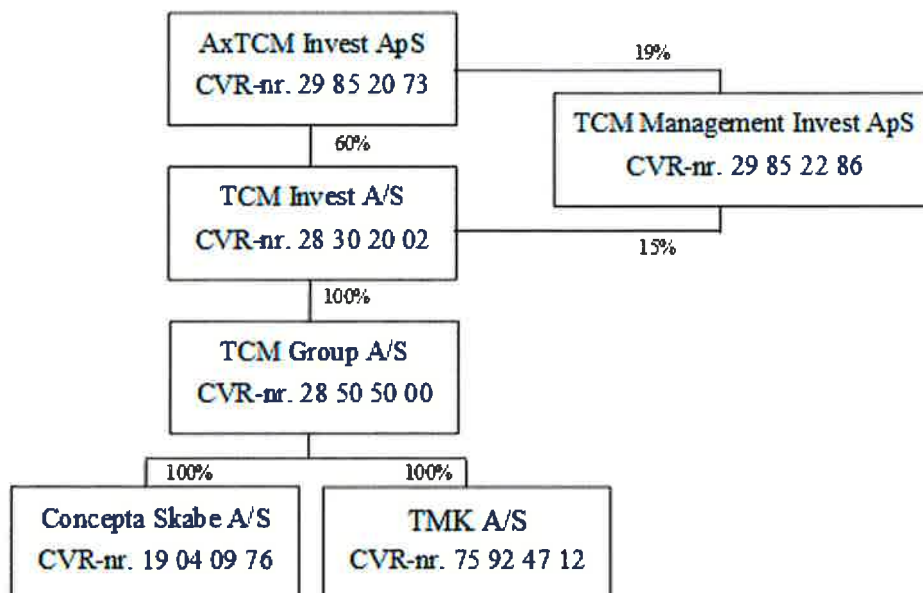 AxTCM Invest ApS
CVR-nr. 29 85 20 73
19%
TCM Management Invest ApS
CVR-nr. 29 85 22 86
60%
TCM Invest A/S
CVR-nr. 28 30 20 02
15%
100%
TCM Group A/S
CVR-nr. 28 50 50 00
100%
100%
Concepta Skabe A/S
CVR-nr. 19 04 09 76
TMK A/S
CVR-nr. 75 92 47 12